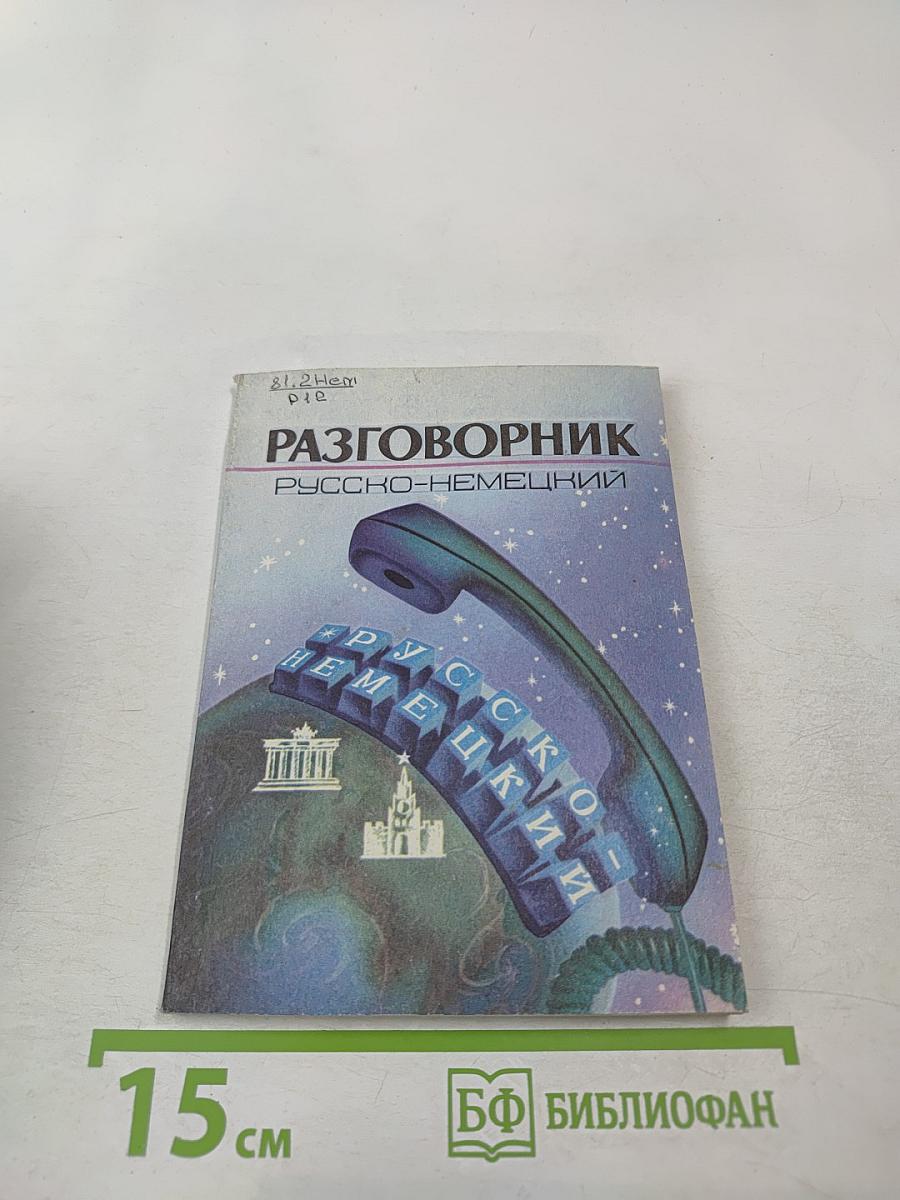 81.2Нем
Р18
РАЗГОВОРНИК
РУССКО-НЕМЕЦКИЙ
*РУССКО-
НЕМЕЦКИЙ
15 см
БФ БИБЛИОФАН